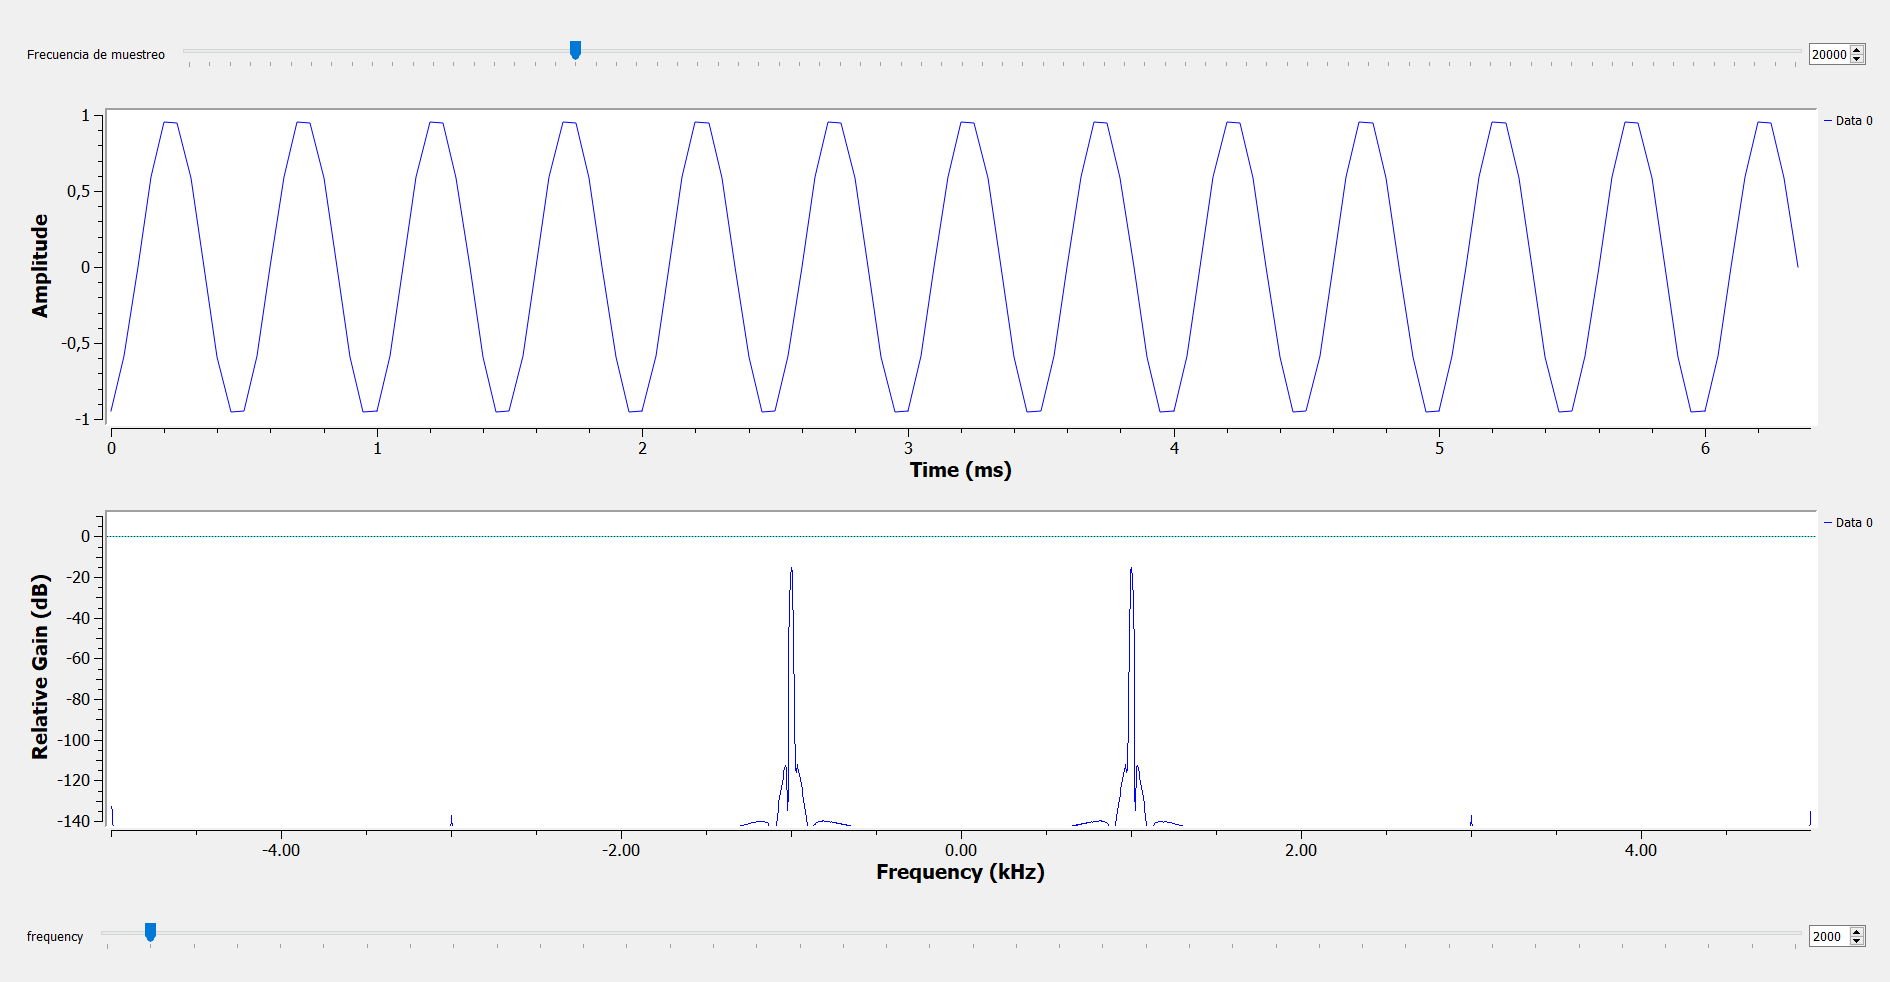 Frecuencia de muestreo
20000
Data 0
1
0,5
0
-0,5
-1
Amplitude
0 1 2 3 4 5 6
Time (ms)
Data 0
0
-20
-40
-60
-80
-100
-120
-140
Relative Gain (dB)
-4.00 -2.00 0.00 2.00 4.00
Frequency (kHz)
frequency
2000